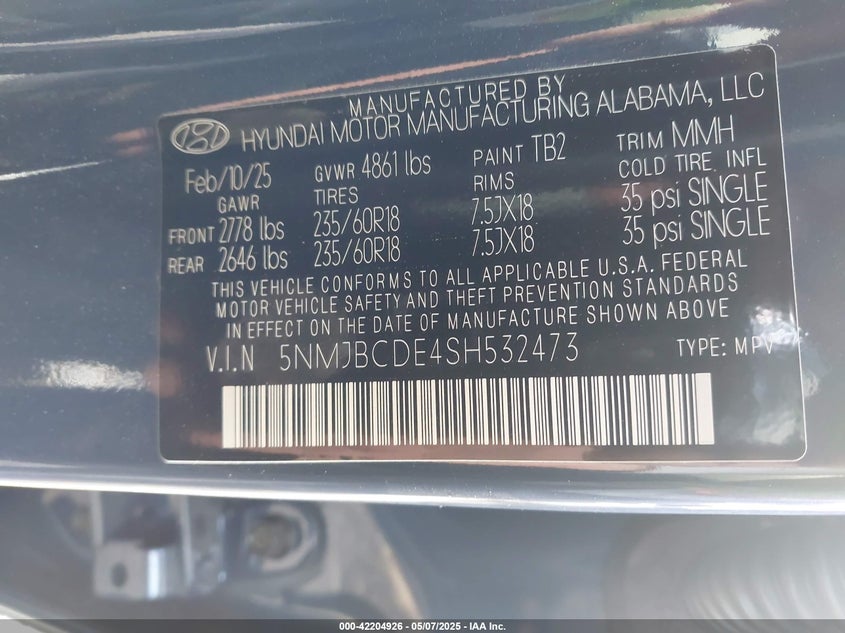 MANUFACTURED BY
HYUNDAI MOTOR MANUFACTURING ALABAMA, LLC
Feb/10/25 GVWR 4861 lbs PAINT TB2 TRIM MMH
GAWR TIRES RIMS COLD TIRE INFL
FRONT 2778 lbs 235/60R18 7.5JX18 35 psi SINGLE
REAR 2646 lbs 235/60R18 7.5JX18 35 psi SINGLE
THIS VEHICLE CONFORMS TO ALL APPLICABLE U.S.A. FEDERAL
MOTOR VEHICLE SAFETY AND THEFT PREVENTION STANDARDS
IN EFFECT ON THE DATE OF MANUFACTURE SHOWN ABOVE
V.I.N 5NMJBCDE4SH532473 TYPE: MPV
000-42204926 - 05/07/2025 - IAA Inc.